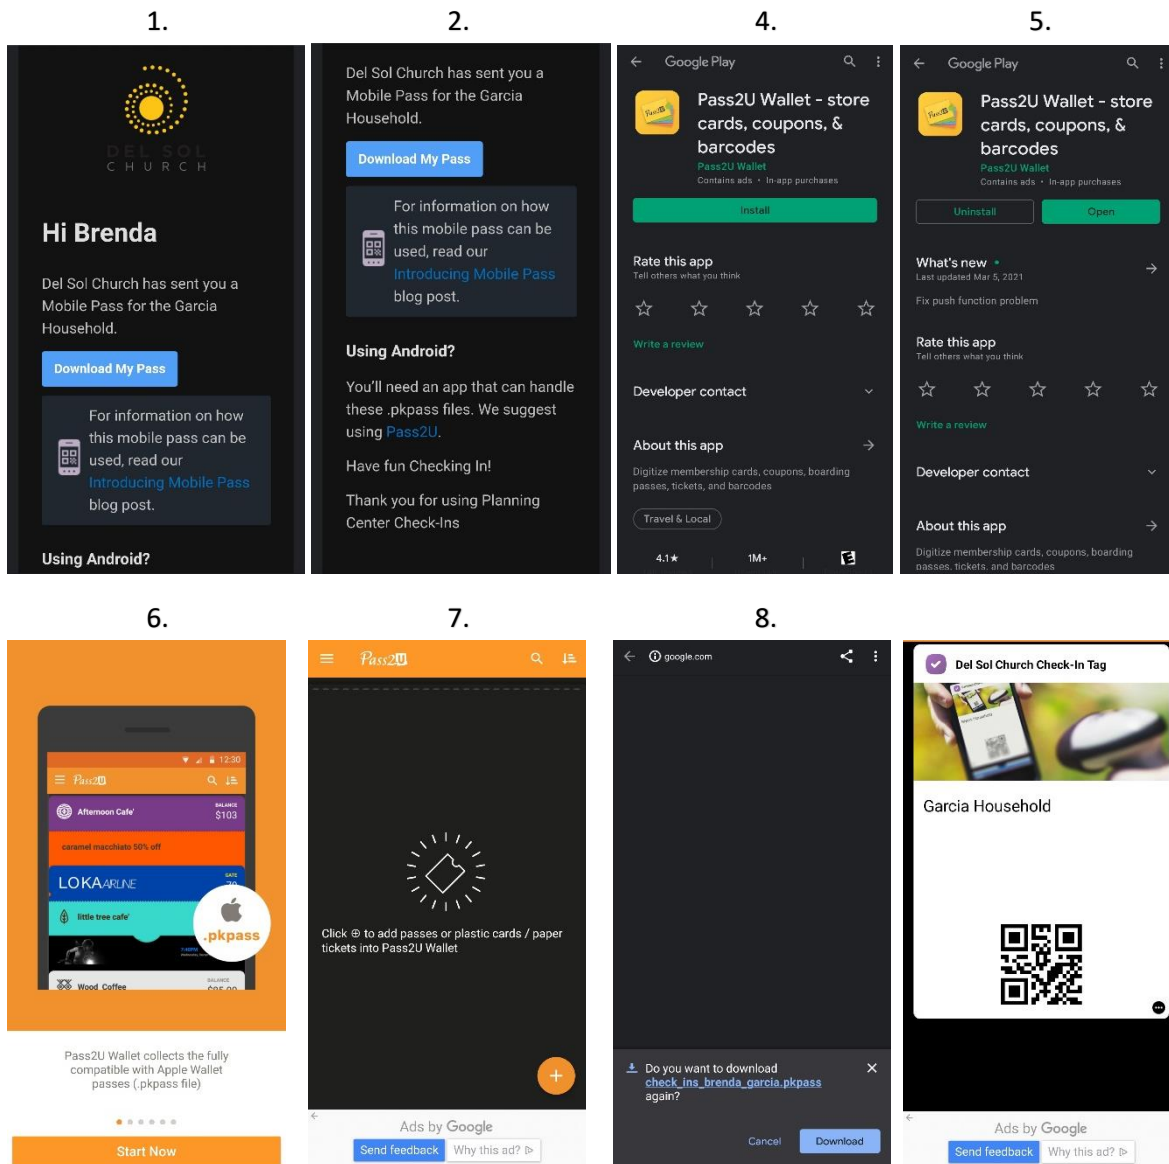 1.
DEL SOL
CHURCH
Hi Brenda
Del Sol Church has sent you a
Mobile Pass for the Garcia
Household.
Download My Pass
For information on how
this mobile pass can be
used, read our
Introducing Mobile Pass
blog post.
Using Android?
2.
Del Sol Church has sent you a
Mobile Pass for the Garcia
Household.
Download My Pass
For information on how
this mobile pass can be
used, read our
Introducing Mobile Pass
blog post.
Using Android?
You'll need an app that can handle
these .pkpass files. We suggest
using Pass2U.
Have fun Checking In!
Thank you for using Planning
Center Check-Ins
4.
Google Play
Pass2U
Pass2U Wallet - store
cards, coupons, &
barcodes
Pass2U Wallet
Contains ads • In-app purchases
Install
Rate this app
Tell others what you think
Write a review
Developer contact
About this app
Digitize membership cards, coupons, boarding
passes, tickets, and barcodes
Travel & Local
4.1★
1M+
E
5.
Google Play
Pass2U
Pass2U Wallet - store
cards, coupons, &
barcodes
Pass2U Wallet
Contains ads • In-app purchases
Uninstall
Open
What's new •
Last updated Mar 5, 2021
Fix push function problem
Rate this app
Tell others what you think
Write a review
Developer contact
About this app
Digitize membership cards, coupons, boarding
passes, tickets, and barcodes
6.
12:30
Pass2U
Afternoon Cafe'
BALANCE
$103
caramel macchiato 50% off
LOKA AIRLINE
GATE
little tree cafe'
.pkpass
Wood Coffee
BALANCE
Pass2U Wallet collects the fully
compatible with Apple Wallet
passes (.pkpass file)
Start Now
7.
Pass2U
Click ⊕ to add passes or plastic cards / paper
tickets into Pass2U Wallet
+
Ads by Google
Send feedback
Why this ad?
8.
google.com
Do you want to download
check_ins_brenda_garcia.pkpass
again?
Cancel
Download
Del Sol Church Check-In Tag
Garcia Household
Ads by Google
Send feedback
Why this ad?